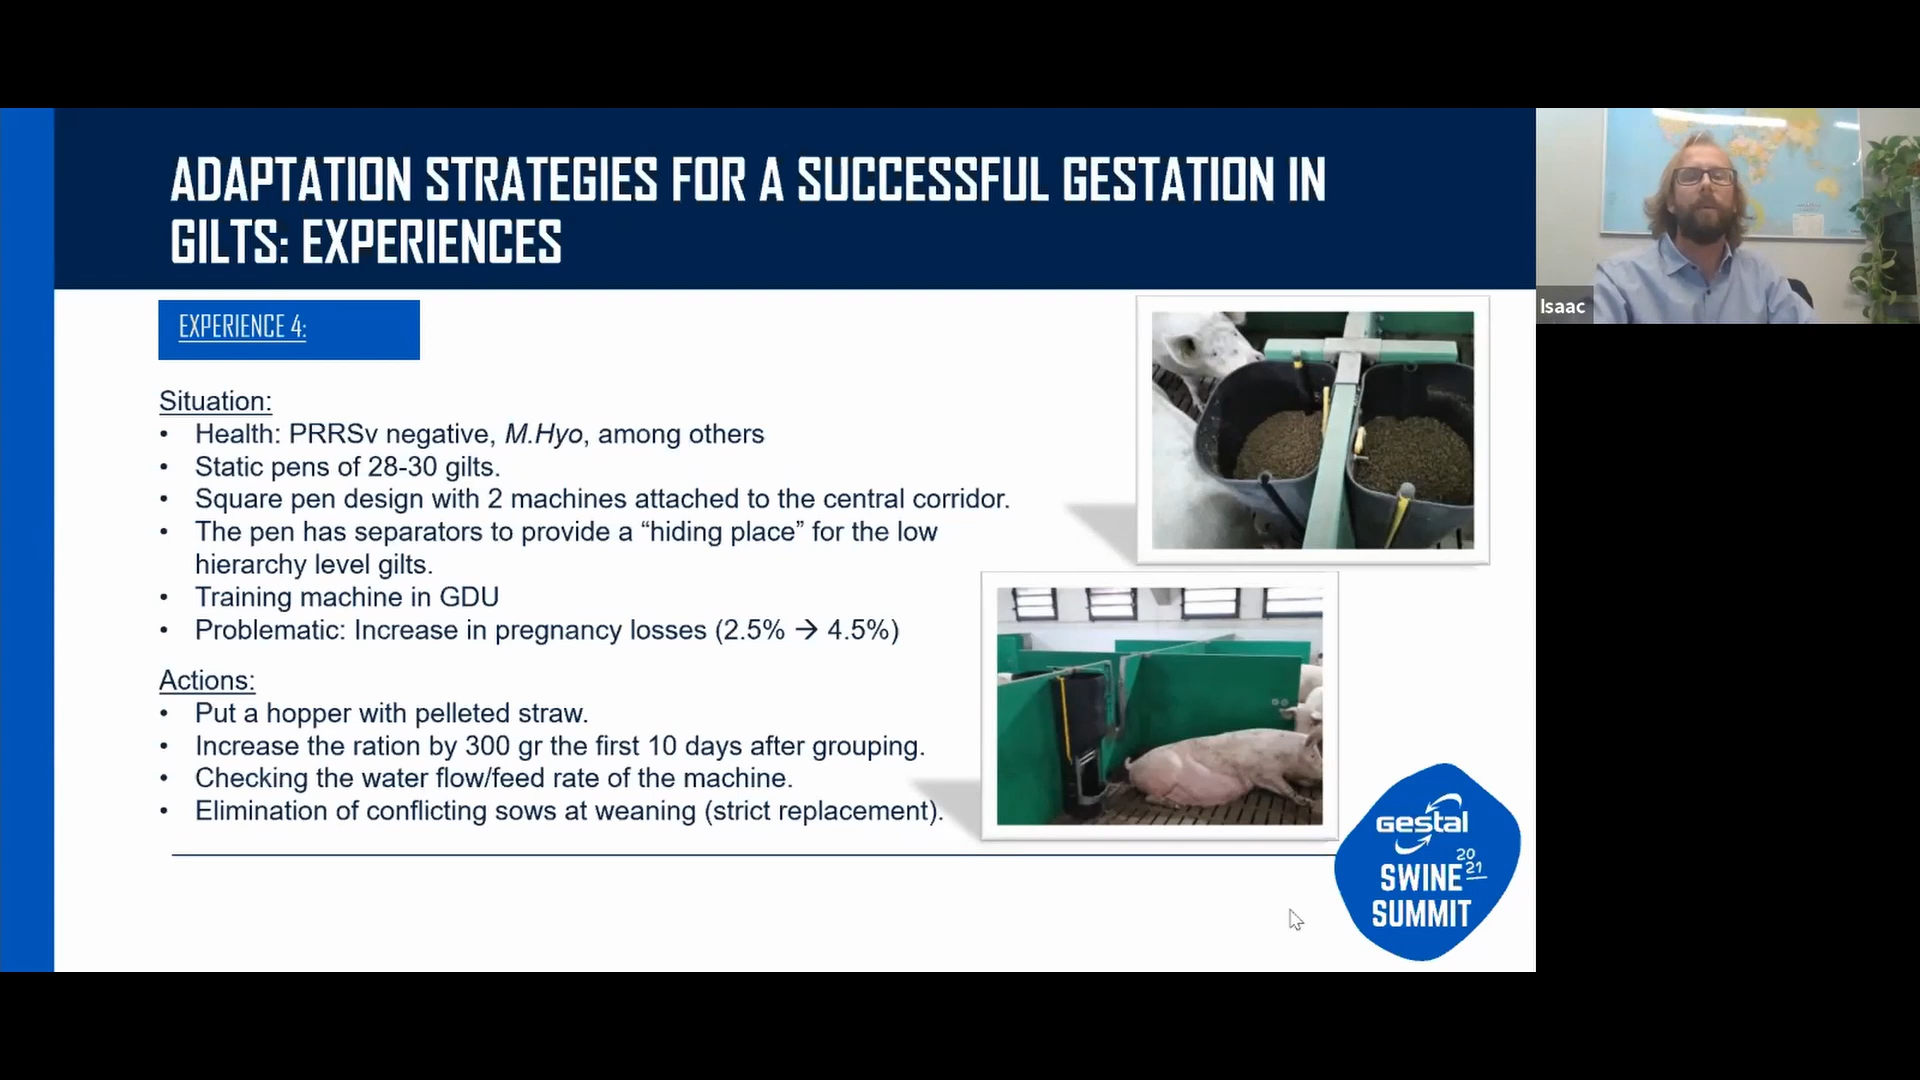 ADAPTATION STRATEGIES FOR A SUCCESSFUL GESTATION IN
GILTS: EXPERIENCES
EXPERIENCE 4:
Situation:
• Health: PRRSv negative, M.Hyo, among others
• Static pens of 28-30 gilts.
• Square pen design with 2 machines attached to the central corridor.
• The pen has separators to provide a “hiding place” for the low
hierarchy level gilts.
• Training machine in GDU
• Problematic: Increase in pregnancy losses (2.5% → 4.5%)
Actions:
• Put a hopper with pelleted straw.
• Increase the ration by 300 gr the first 10 days after grouping.
• Checking the water flow/feed rate of the machine.
• Elimination of conflicting sows at weaning (strict replacement).
Gestal
20
21
SWINE
SUMMIT
Isaac